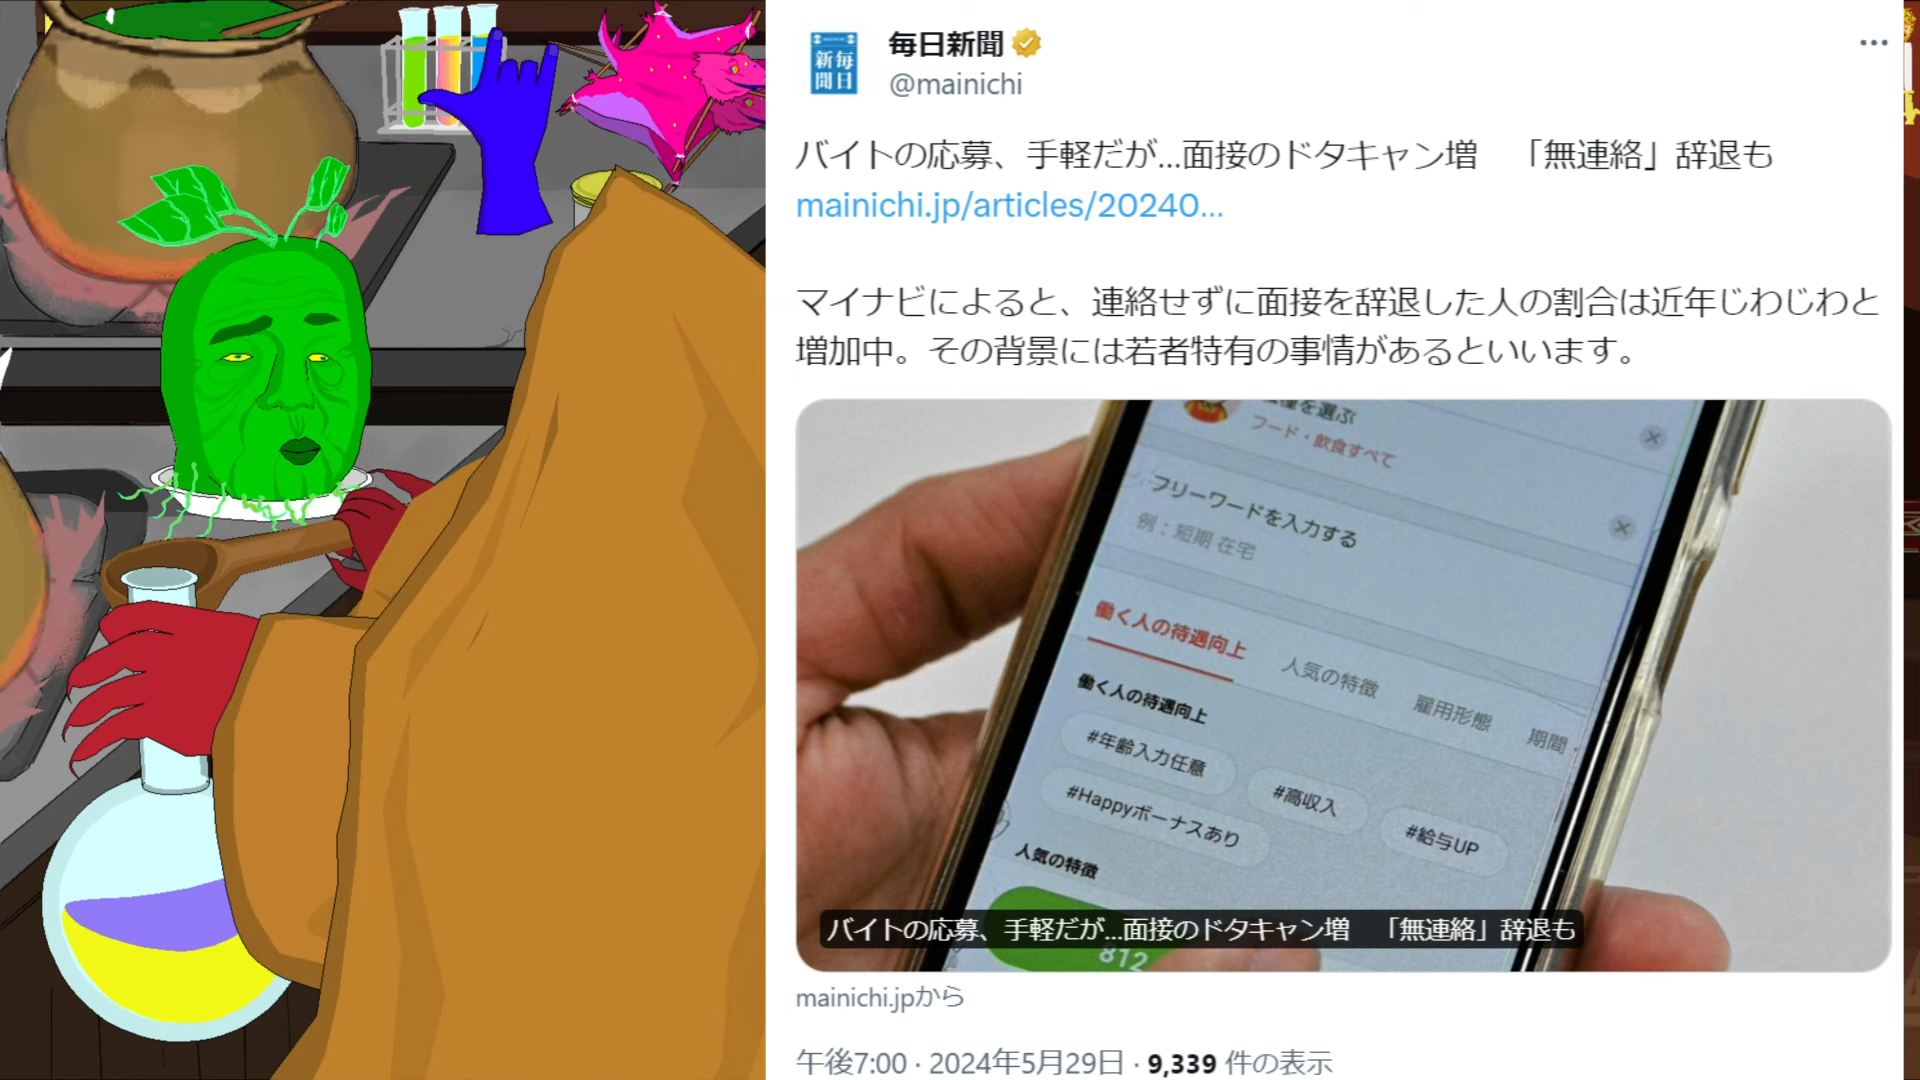 毎日新聞
@mainichi
新毎
聞日
バイトの応募、手軽だが...面接のドタキャン増　「無連絡」辞退も
mainichi.jp/articles/20240...
マイナビによると、連絡せずに面接を辞退した人の割合は近年じわじわと
増加中。その背景には若者特有の事情があるといいます。
を選ぶ
フード・飲食すべて
フリーワードを入力する
例：短期 在宅
働く人の待遇向上
人気の特徴
雇用形態
期間・
働く人の待遇向上
#年齢入力任意
#高収入
#給与UP
#Happyボーナスあり
人気の特徴
812
バイトの応募、手軽だが...面接のドタキャン増　「無連絡」辞退も
mainichi.jpから
午後7:00 · 2024年5月29日 · 9,339 件の表示